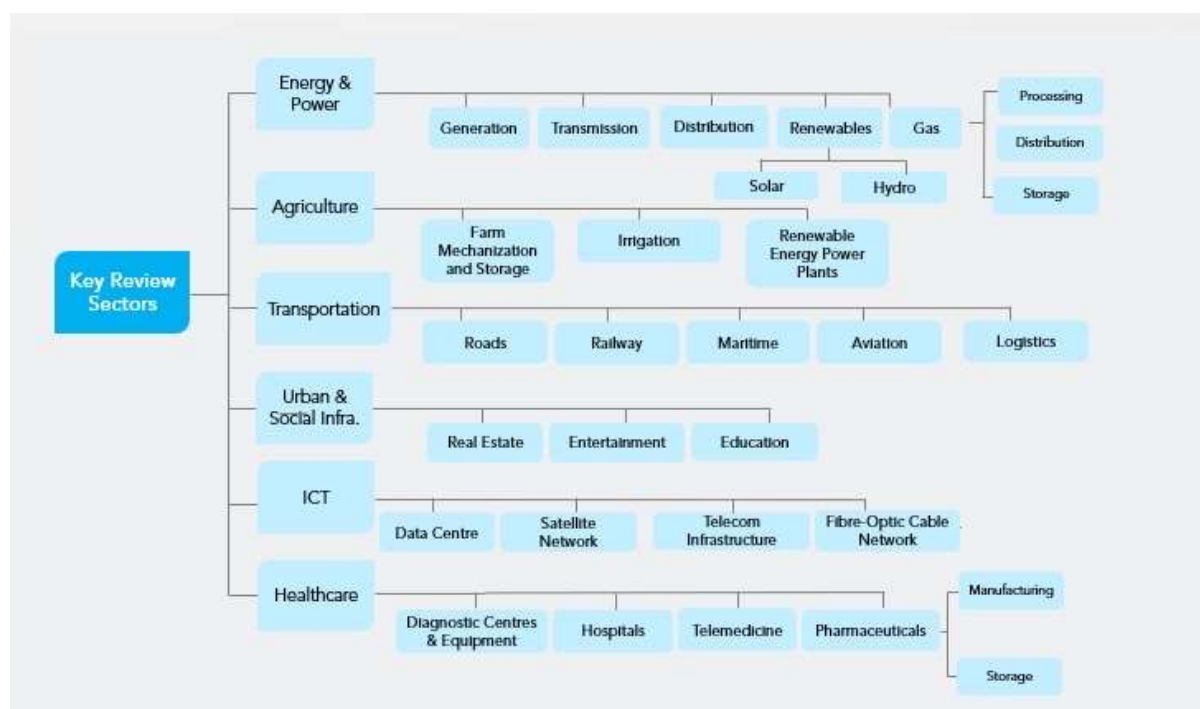 Key Review
Sectors
Energy &
Power
Generation
Transmission
Distribution
Renewables
Gas
Processing
Distribution
Storage
Solar
Hydro
Agriculture
Farm
Mechanization
and Storage
Irrigation
Renewable
Energy Power
Plants
Transportation
Roads
Railway
Maritime
Aviation
Logistics
Urban &
Social Infra.
Real Estate
Entertainment
Education
ICT
Data Centre
Satellite
Network
Telecom
Infrastructure
Fibre-Optic Cable
Network
Healthcare
Diagnostic Centres
& Equipment
Hospitals
Telemedicine
Pharmaceuticals
Manufacturing
Storage